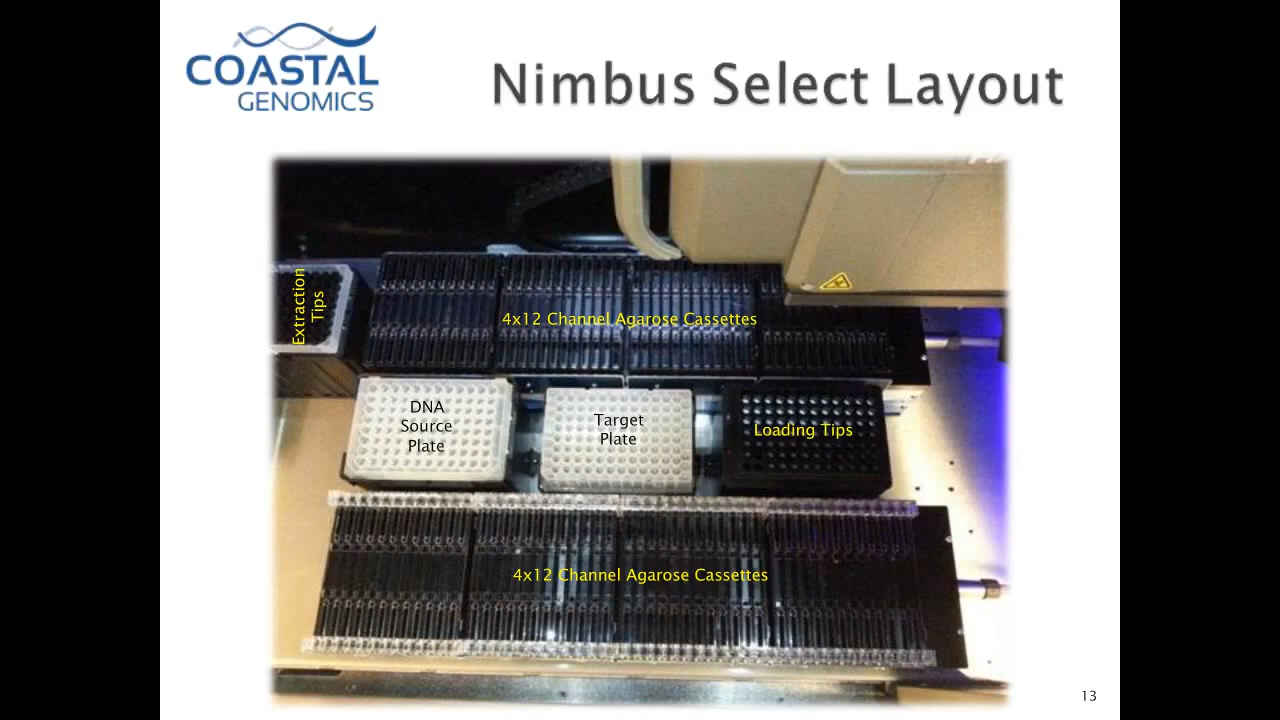 COASTAL
GENOMICS
Nimbus Select Layout
Extraction
Tips
4x12 Channel Agarose Cassettes
DNA
Source
Plate
Target
Plate
Loading Tips
4x12 Channel Agarose Cassettes
13